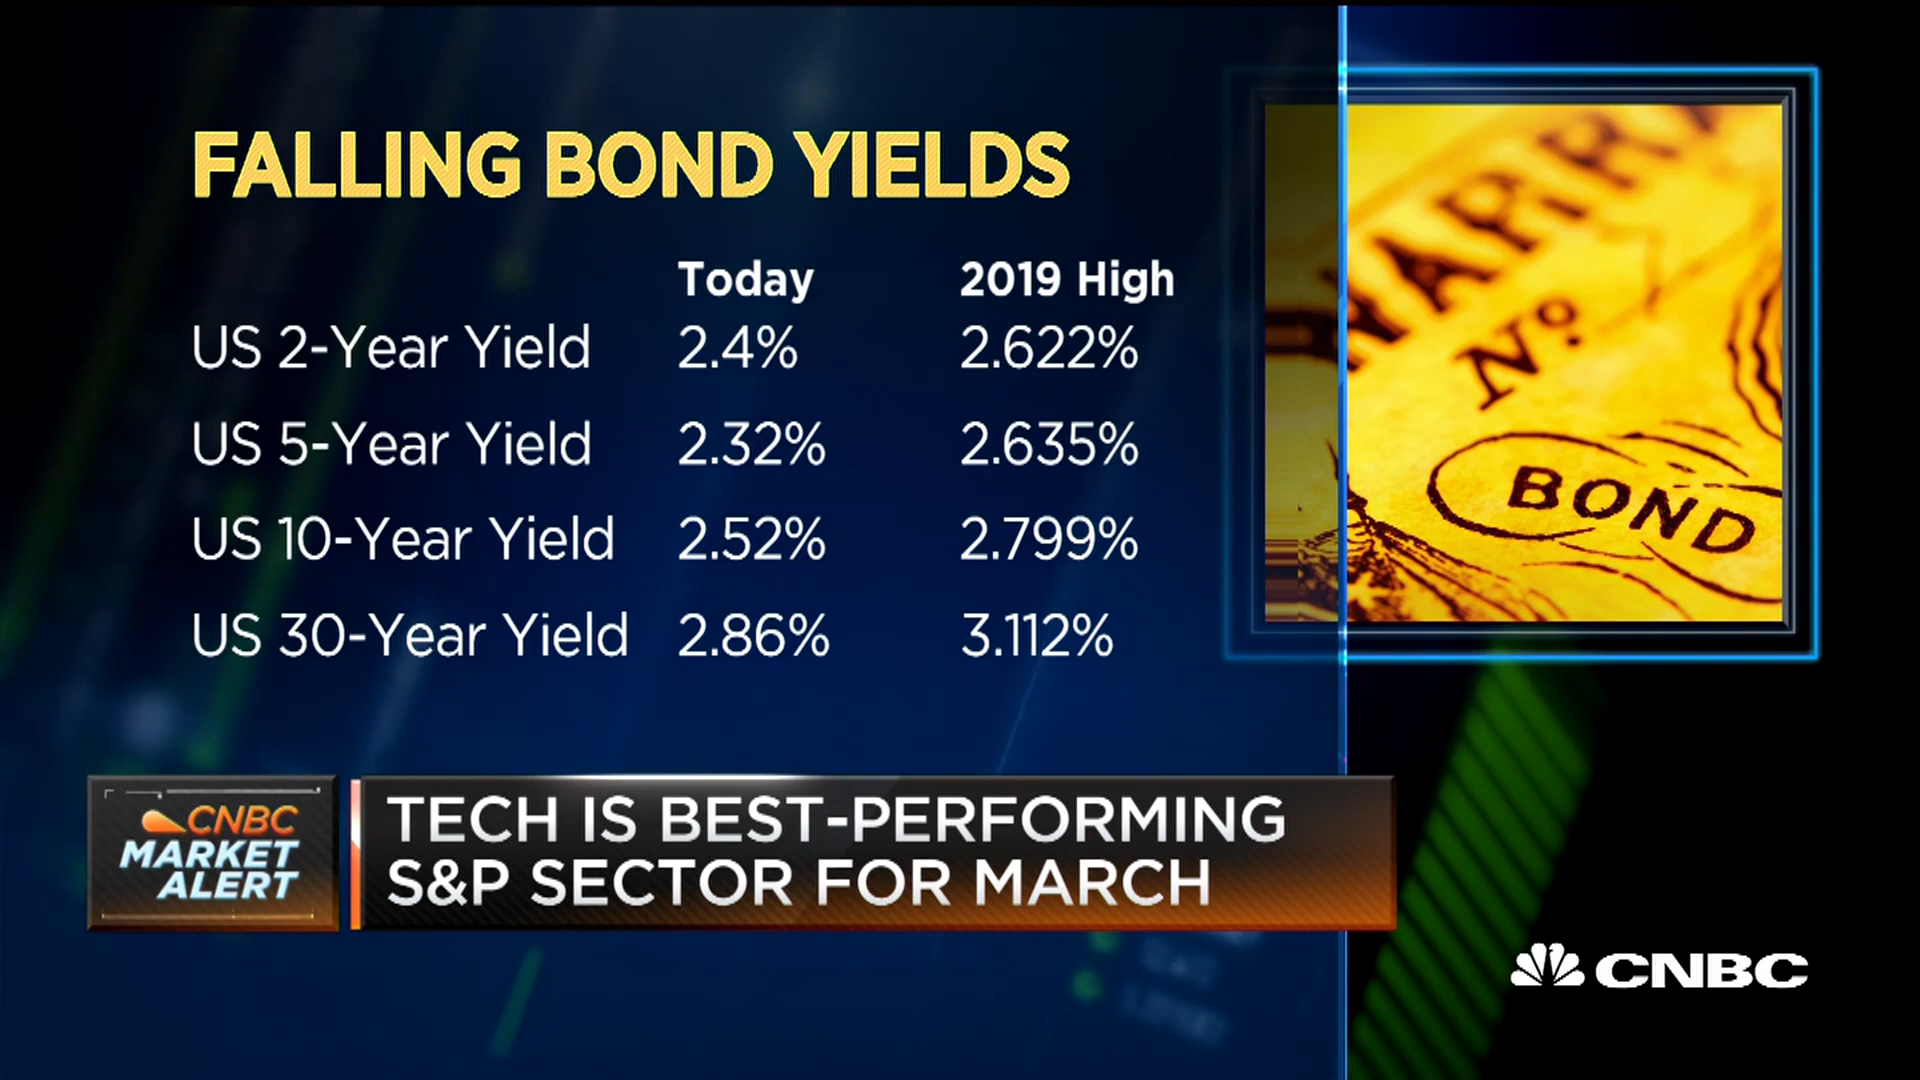 FALLING BOND YIELDS
Today 2019 High
US 2-Year Yield 2.4% 2.622%
US 5-Year Yield 2.32% 2.635%
US 10-Year Yield 2.52% 2.799%
US 30-Year Yield 2.86% 3.112%
Nº
BOND
CNBC
MARKET
ALERT
TECH IS BEST-PERFORMING
S&P SECTOR FOR MARCH
CNBC